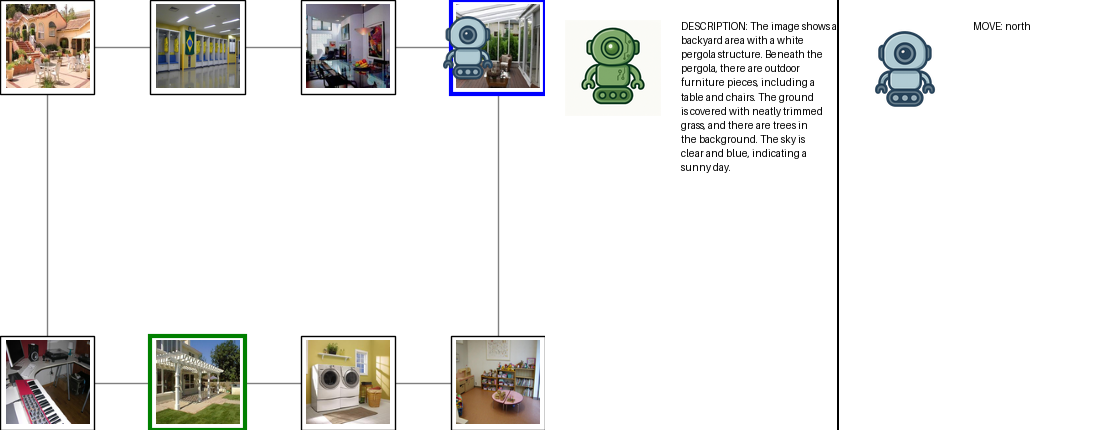 DESCRIPTION: The image shows a
backyard area with a white
pergola structure. Beneath the
pergola, there are outdoor
furniture pieces, including a
table and chairs. The ground
is covered with neatly trimmed
grass, and there are trees in
the background. The sky is
clear and blue, indicating a
sunny day.
MOVE: north